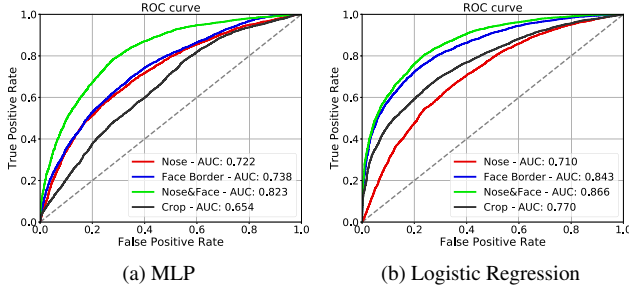 ROC curve
1.0
0.8
0.6
0.4
0.2
0.0
True Positive Rate
Nose - AUC: 0.722
Face Border - AUC: 0.738
Nose&Face - AUC: 0.823
Crop - AUC: 0.654
0.0 0.2 0.4 0.6 0.8 1.0
False Positive Rate
(a) MLP
ROC curve
1.0
0.8
0.6
0.4
0.2
0.0
True Positive Rate
Nose - AUC: 0.710
Face Border - AUC: 0.843
Nose&Face - AUC: 0.866
Crop - AUC: 0.770
0.0 0.2 0.4 0.6 0.8 1.0
False Positive Rate
(b) Logistic Regression